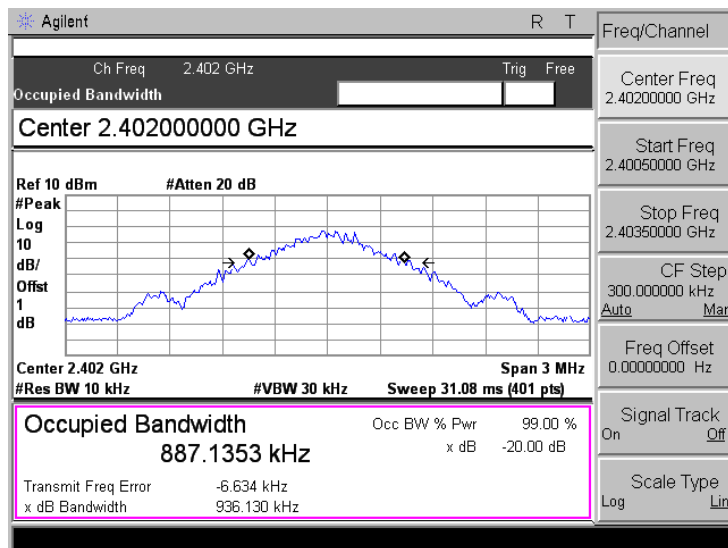 Agilent R T
Ch Freq 2.402 GHz Trig Free
Occupied Bandwidth
Center 2.402000000 GHz
Ref 10 dBm #Atten 20 dB
#Peak
Log
10
dB/
Offst
1
dB
Center 2.402 GHz Span 3 MHz
#Res BW 10 kHz #VBW 30 kHz Sweep 31.08 ms (401 pts)
Occupied Bandwidth
887.1353 kHz
Occ BW % Pwr 99.00 %
x dB -20.00 dB
Transmit Freq Error -6.634 kHz
x dB Bandwidth 936.130 kHz
Freq/Channel
Center Freq
2.40200000 GHz
Start Freq
2.40050000 GHz
Stop Freq
2.40350000 GHz
CF Step
300.000000 kHz
Auto Man
Freq Offset
0.00000000 Hz
Signal Track
On Off
Scale Type
Log Lin